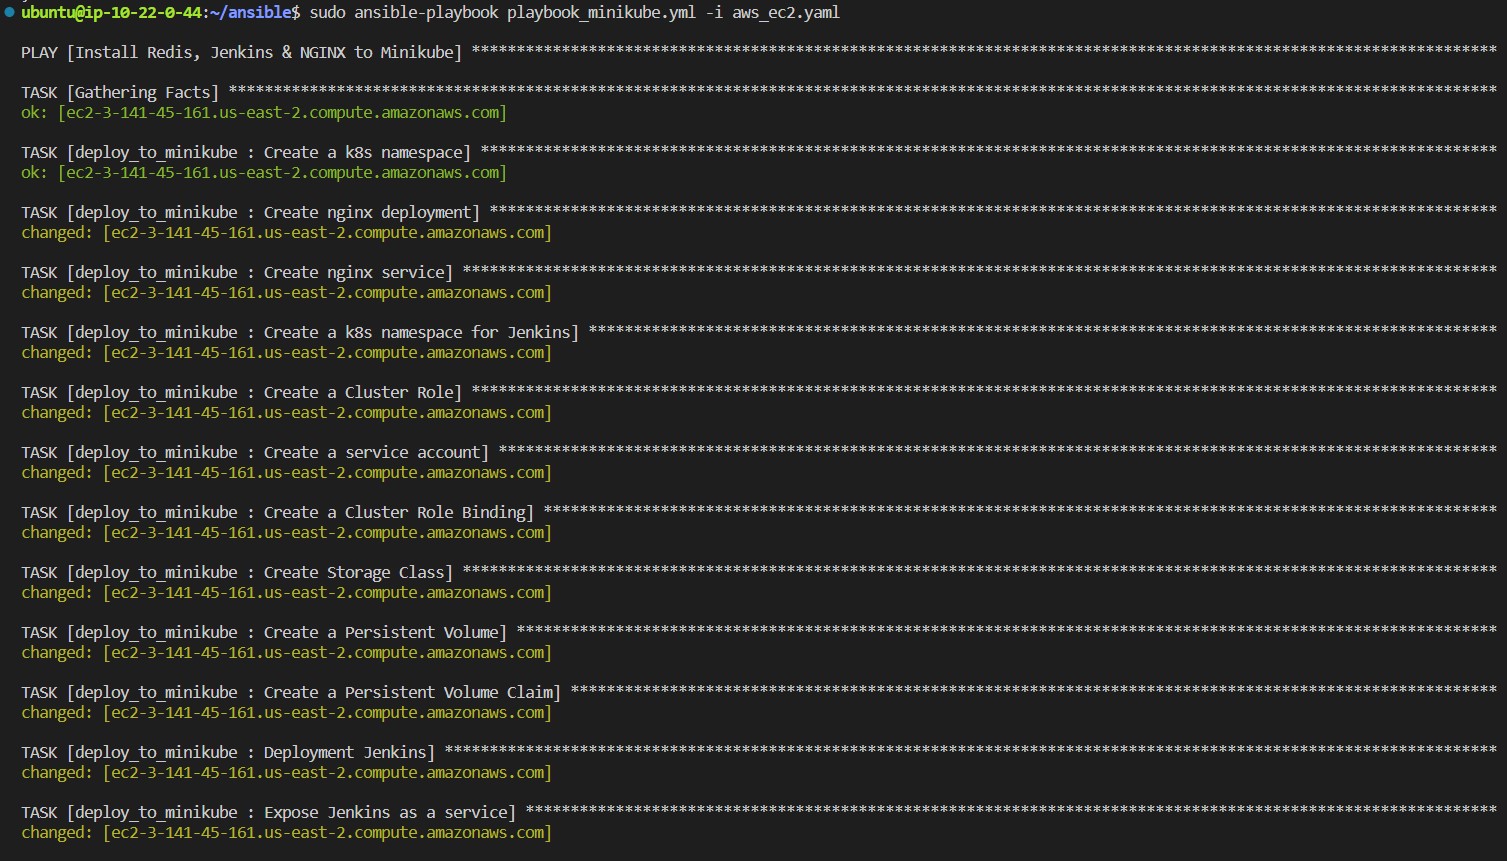 ubuntu@ip-10-22-0-44:~/ansible$ sudo ansible-playbook playbook_minikube.yml -i aws_ec2.yaml
PLAY [Install Redis, Jenkins & NGINX to Minikube] ******************************************************************************************************************
TASK [Gathering Facts] *********************************************************************************************************************************************
ok: [ec2-3-141-45-161.us-east-2.compute.amazonaws.com]
TASK [deploy_to_minikube : Create a k8s namespace] *****************************************************************************************************************
ok: [ec2-3-141-45-161.us-east-2.compute.amazonaws.com]
TASK [deploy_to_minikube : Create nginx deployment] ****************************************************************************************************************
changed: [ec2-3-141-45-161.us-east-2.compute.amazonaws.com]
TASK [deploy_to_minikube : Create nginx service] *******************************************************************************************************************
changed: [ec2-3-141-45-161.us-east-2.compute.amazonaws.com]
TASK [deploy_to_minikube : Create a k8s namespace for Jenkins] *****************************************************************************************************
changed: [ec2-3-141-45-161.us-east-2.compute.amazonaws.com]
TASK [deploy_to_minikube : Create a Cluster Role] ******************************************************************************************************************
changed: [ec2-3-141-45-161.us-east-2.compute.amazonaws.com]
TASK [deploy_to_minikube : Create a service account] ***************************************************************************************************************
changed: [ec2-3-141-45-161.us-east-2.compute.amazonaws.com]
TASK [deploy_to_minikube : Create a Cluster Role Binding] **********************************************************************************************************
changed: [ec2-3-141-45-161.us-east-2.compute.amazonaws.com]
TASK [deploy_to_minikube : Create Storage Class] *******************************************************************************************************************
changed: [ec2-3-141-45-161.us-east-2.compute.amazonaws.com]
TASK [deploy_to_minikube : Create a Persistent Volume] *************************************************************************************************************
changed: [ec2-3-141-45-161.us-east-2.compute.amazonaws.com]
TASK [deploy_to_minikube : Create a Persistent Volume Claim] *******************************************************************************************************
changed: [ec2-3-141-45-161.us-east-2.compute.amazonaws.com]
TASK [deploy_to_minikube : Deployment Jenkins] *********************************************************************************************************************
changed: [ec2-3-141-45-161.us-east-2.compute.amazonaws.com]
TASK [deploy_to_minikube : Expose Jenkins as a service] ************************************************************************************************************
changed: [ec2-3-141-45-161.us-east-2.compute.amazonaws.com]